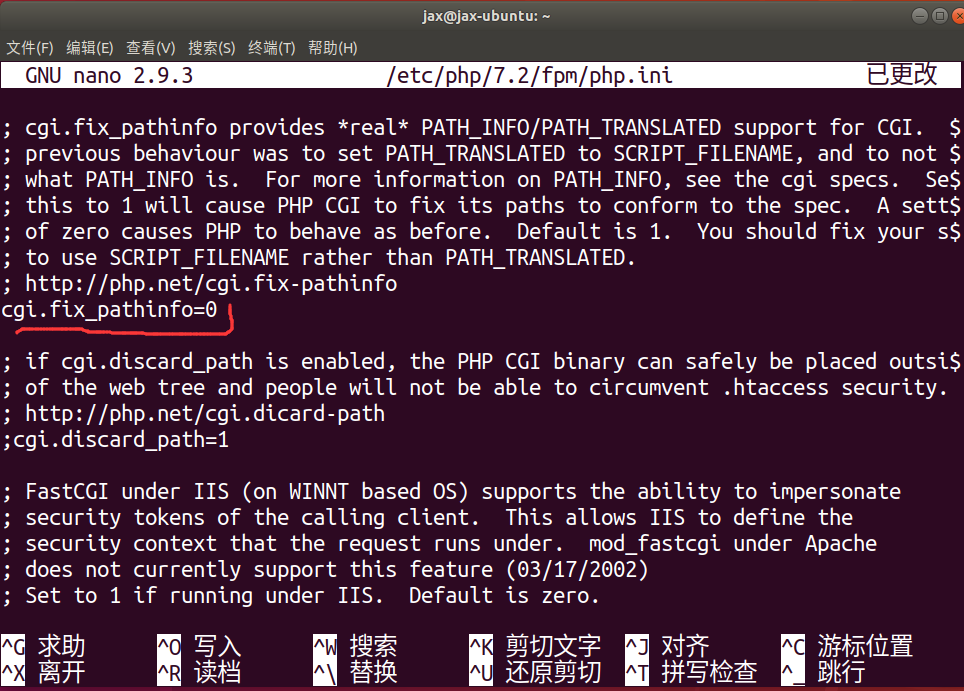 jax@jax-ubuntu: ~
文件(F) 编辑(E) 查看(V) 搜索(S) 终端(T) 帮助(H)
GNU nano 2.9.3 /etc/php/7.2/fpm/php.ini 已更改
; cgi.fix_pathinfo provides *real* PATH_INFO/PATH_TRANSLATED support for CGI.  $
; previous behaviour was to set PATH_TRANSLATED to SCRIPT_FILENAME, and to not $
; what PATH_INFO is.  For more information on PATH_INFO, see the cgi specs.  Se$
; this to 1 will cause PHP CGI to fix its paths to conform to the spec.  A sett$
; of zero causes PHP to behave as before.  Default is 1.  You should fix your s$
; to use SCRIPT_FILENAME rather than PATH_TRANSLATED.
; http://php.net/cgi.fix-pathinfo
cgi.fix_pathinfo=0
; if cgi.discard_path is enabled, the PHP CGI binary can safely be placed outsi$
; of the web tree and people will not be able to circumvent .htaccess security.
; http://php.net/cgi.dicard-path
;cgi.discard_path=1
; FastCGI under IIS (on WINNT based OS) supports the ability to impersonate
; security tokens of the calling client.  This allows IIS to define the
; security context that the request runs under.  mod_fastcgi under Apache
; does not currently support this feature (03/17/2002)
; Set to 1 if running under IIS.  Default is zero.
^G 求助 ^O 写入 ^W 搜索 ^K 剪切文字 ^J 对齐 ^C 游标位置
^X 离开 ^R 读档 ^\ 替换 ^U 还原剪切 ^T 拼写检查 ^_ 跳行